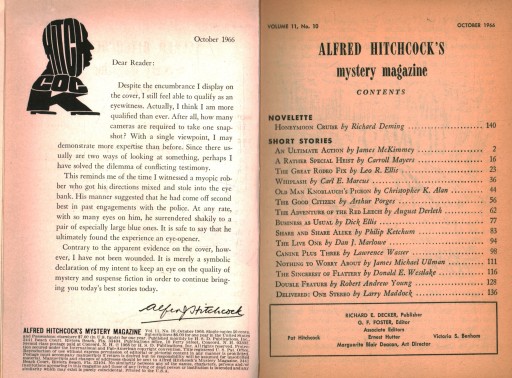 HITCHCOCK
October 1966
Dear Reader:
Despite the encumbrance I display on
the cover, I still feel able to qualify as an
eyewitness. Actually, I think I am more
qualified than ever. After all, how many
cameras are required to take one snap-
shot? With a single viewpoint, I may
demonstrate more expertise than before. Since there us-
ually are two ways of looking at something, perhaps I
have solved the dilemma of conflicting testimony.
This reminds me of the time I witnessed a myopic rob-
ber who got his directions mixed and stole into the eye
bank. His manner suggested that he had come off second
best in past engagements with the police. At any rate,
with so many eyes on him, he surrendered shakily to a
pair of especially large blue ones. It is safe to say that he
ultimately found the experience an eye-opener.
Contrary to the apparent evidence on the cover, how-
ever, I have not been wounded. It is merely a symbolic
declaration of my intent to keep an eye on the quality of
mystery and suspense fiction in order to continue bring-
ing you today's best stories today.
Alfred Hitchcock
ALFRED HITCHCOCK'S MYSTERY MAGAZINE
VOLUME 11, No. 10
OCTOBER 1966
ALFRED HITCHCOCK'S
mystery magazine
CONTENTS
NOVELETTE
HONEYMOON CRUISE by Richard Deming 140
SHORT STORIES
AN ULTIMATE ACTION by James McKimmey 2
A RATHER SPECIAL HEIST by Carroll Mayers 16
THE GREAT RODEO FIX by Leo R. Ellis 23
WHIPLASH by Carl E. Marcus 36
OLD MAN KNOBLAUCH'S PIGEON by Christopher K. Alan 44
THE GOOD CITIZEN by Arthur Porges 56
THE ADVENTURE OF THE RED LEECH by August Derleth 62
BUSINESS AS USUAL by Dick Ellis 77
SHARE AND SHARE ALIKE by Philip Ketchum 83
THE LIVE ONE by Dan J. Marlowe 94
CANINE PLUS THREE by Lawrence Wasser 98
NOTHING TO WORRY ABOUT by James Michael Ullman 111
THE SINCEREST OF FLATTERY by Donald E. Westlake 116
DOUBLE FEATURE by Robert Andrew Young 128
DELIVERED: ONE STEREO by Larry Maddock 136
RICHARD E. DECKER, Publisher
G. F. FOSTER, Editor
Associate Editors
Pat Hitchcock Ernest Hutter Victoria S. Benham
Marguerite Blair Deacon, Art Director